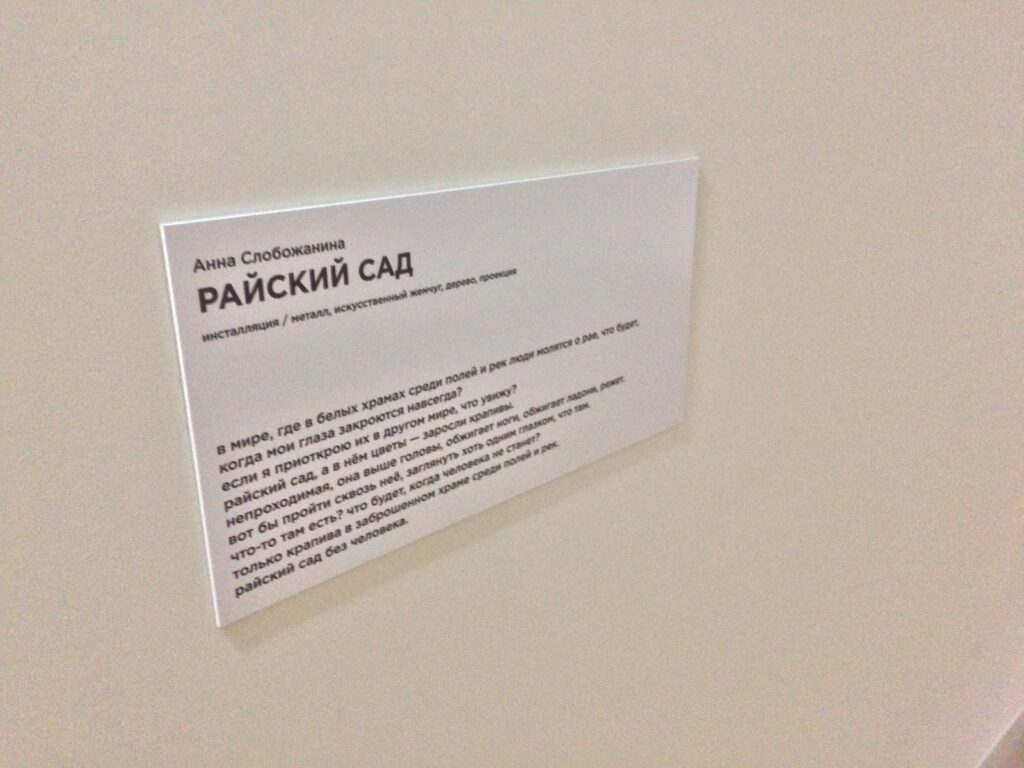 Анна Слобожанина
РАЙСКИЙ САД
инсталляция / металл, искусственный жемчуг, дерево, проекция
в мире, где в белых храмах среди полей и рек люди молятся о рае, что будет,
когда мои глаза закроются навсегда?
если я приоткрою их в другом мире, что увижу?
райский сад, а в нём цветы — заросли крапивы.
непроходимая, она выше головы, обжигает ноги, обжигает ладони, режет.
вот бы пройти сквозь неё, заглянуть хоть одним глазком, что там.
что-то там есть? что будет, когда человека не станет?
только крапива в заброшенном храме среди полей и рек.
райский сад без человека.